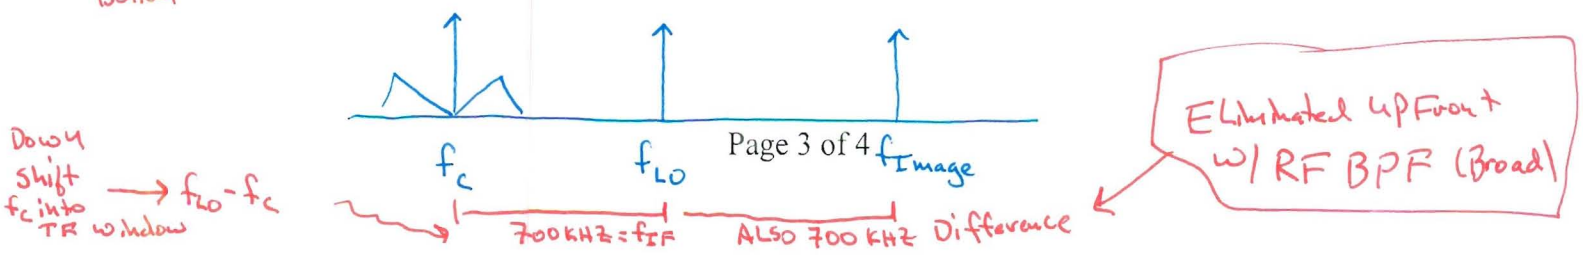 Page 3 of 4
fc
fLO
fImage
Down
Shift
fc into
IF window
fLO-fc
700 KHZ = fIF
ALSO 700 KHZ Difference
Eliminated upFront
w/ RF BPF (Broad)